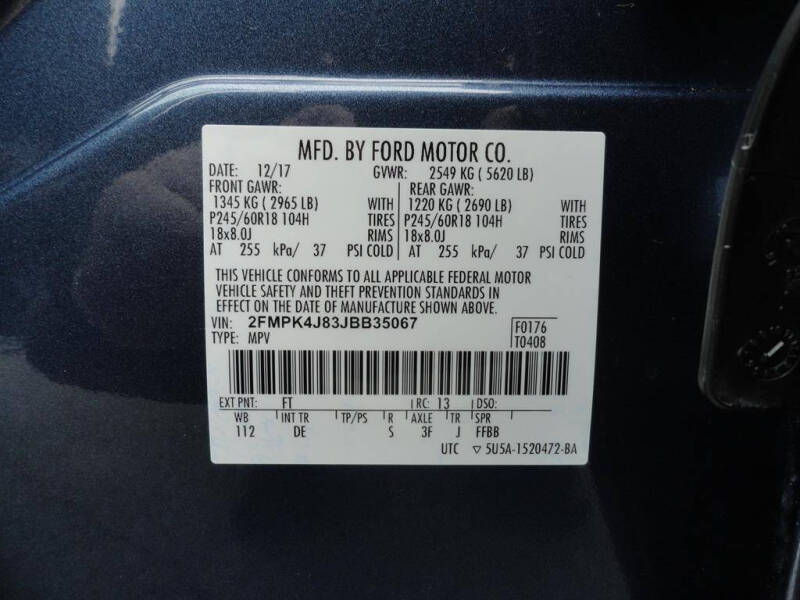 MFD. BY FORD MOTOR CO.
DATE: 12/17 GVWR: 2549 KG ( 5620 LB)
FRONT GAWR: REAR GAWR:
1345 KG ( 2965 LB) WITH 1220 KG ( 2690 LB) WITH
P245/60R18 104H TIRES P245/60R18 104H TIRES
18x8.0J RIMS 18x8.0J RIMS
AT 255 kPa/ 37 PSI COLD AT 255 kPa/ 37 PSI COLD
THIS VEHICLE CONFORMS TO ALL APPLICABLE FEDERAL MOTOR
VEHICLE SAFETY AND THEFT PREVENTION STANDARDS IN
EFFECT ON THE DATE OF MANUFACTURE SHOWN ABOVE.
VIN: 2FMPK4J83JBB35067 F0176
TYPE: MPV T0408
EXT PNT: FT RC: 13 DSO:
WB INT TR TP/PS R AXLE TR SPR
112 DE S 3F J FFBB
UTC ▽ 5U5A-1520472-BA